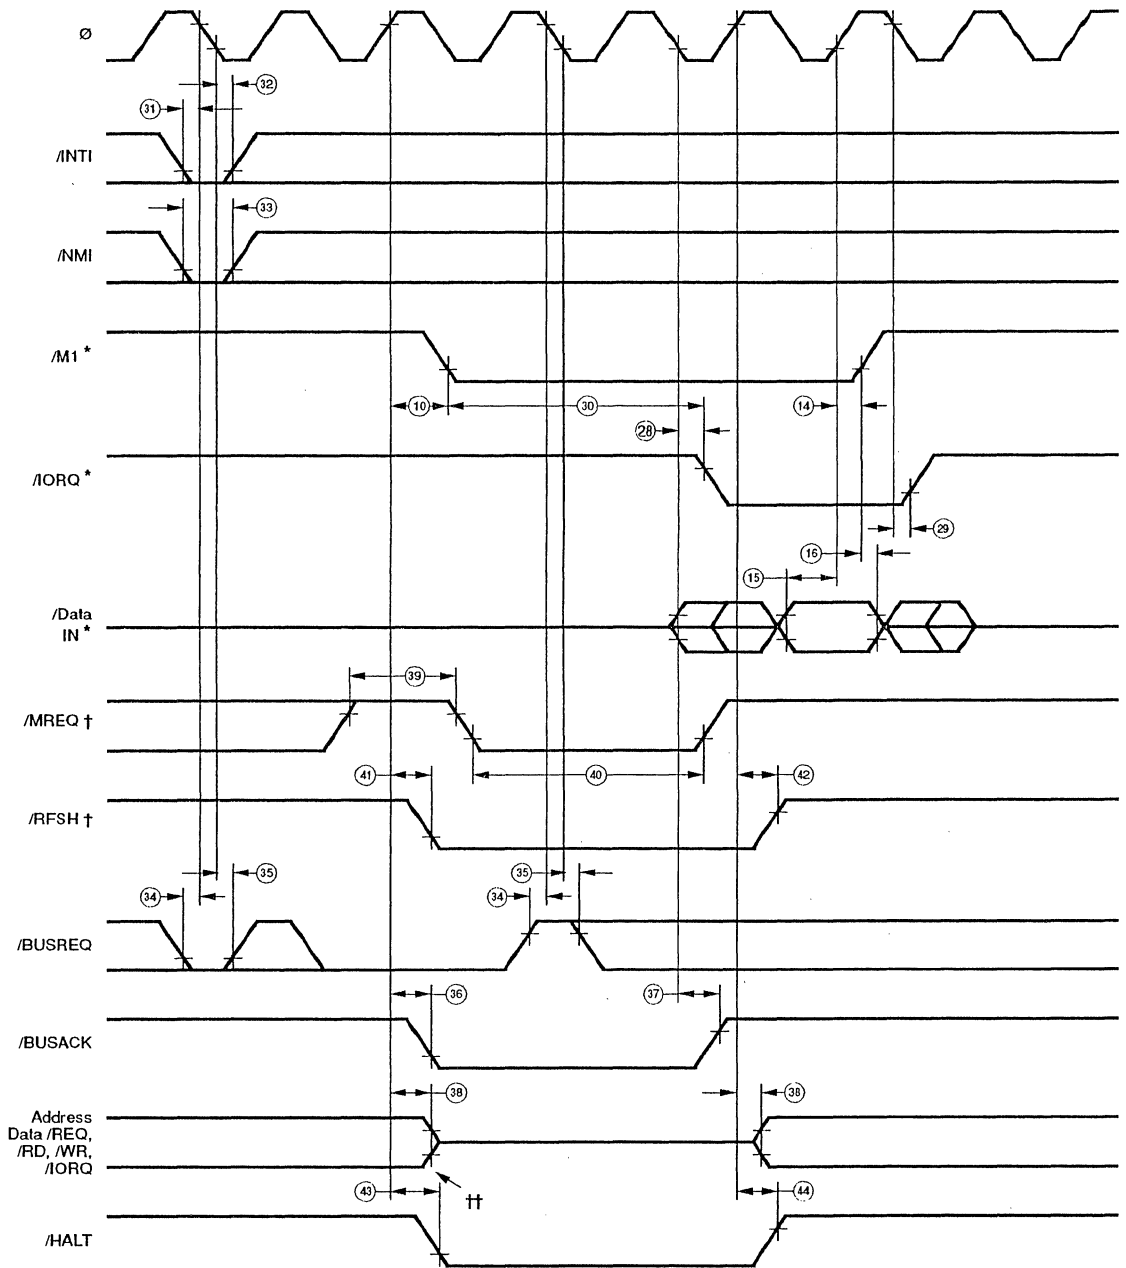 Ø
32
31
/INTI
33
/NMI
/M1 *
10
30
14
28
/IORQ *
29
16
15
/Data
IN *
39
/MREQ †
41
40
42
/RFSH †
35
35
34
34
/BUSREQ
36
37
/BUSACK
38
38
Address
Data /REQ,
/RD, /WR,
/IORQ
43
††
44
/HALT